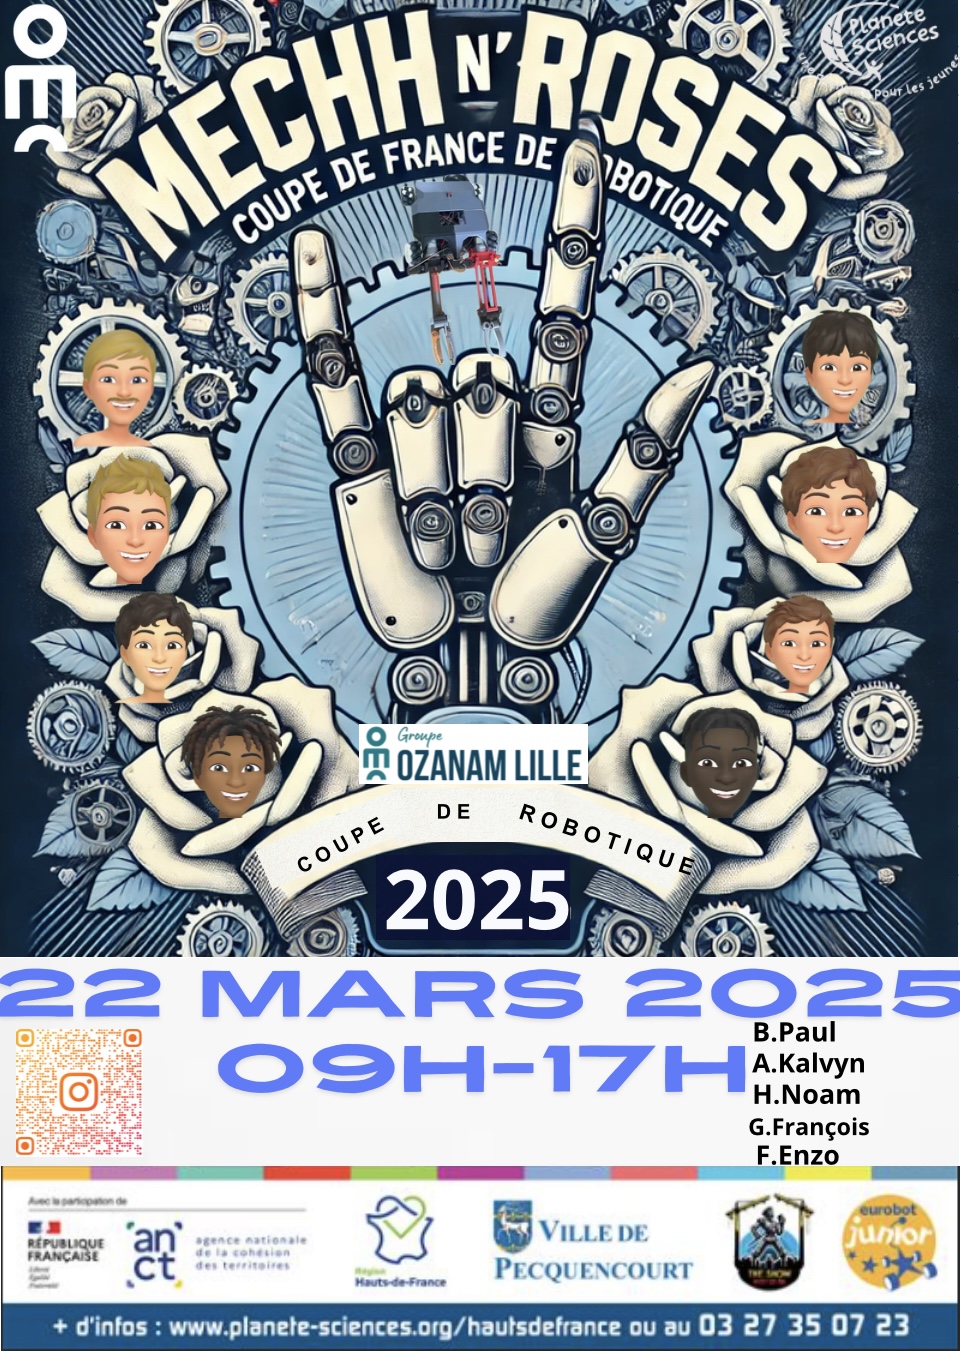 Planète
Sciences
pour les jeunes
MECHH N' ROSES
COUPE DE FRANCE DE ROBOTIQUE
Groupe
OZANAM LILLE
COUPE DE ROBOTIQUE
2025
22 MARS 2025
09H-17H
B.Paul
A.Kalvyn
H.Noam
G.François
F.Enzo
Avec la participation de
RÉPUBLIQUE
FRANÇAISE
Liberté
Égalité
Fraternité
an
ct
agence nationale
de la cohésion
des territoires
Région
Hauts-de-France
VILLE DE
PECQUENCOURT
THE SHOW
eurobot
junior
+ d'infos : www.planete-sciences.org/hautsdefrance ou au 03 27 35 07 23